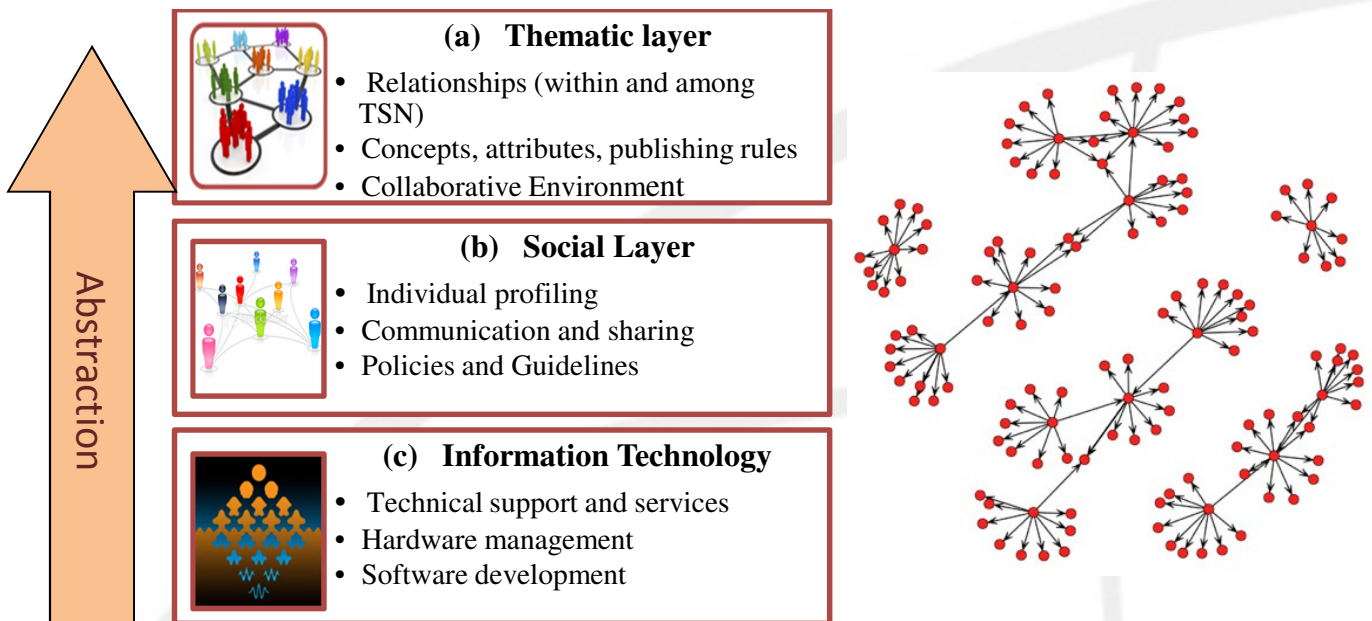 Abstraction
(a) Thematic layer
• Relationships (within and among
TSN)
• Concepts, attributes, publishing rules
• Collaborative Environment
(b) Social Layer
• Individual profiling
• Communication and sharing
• Policies and Guidelines
(c) Information Technology
• Technical support and services
• Hardware management
• Software development